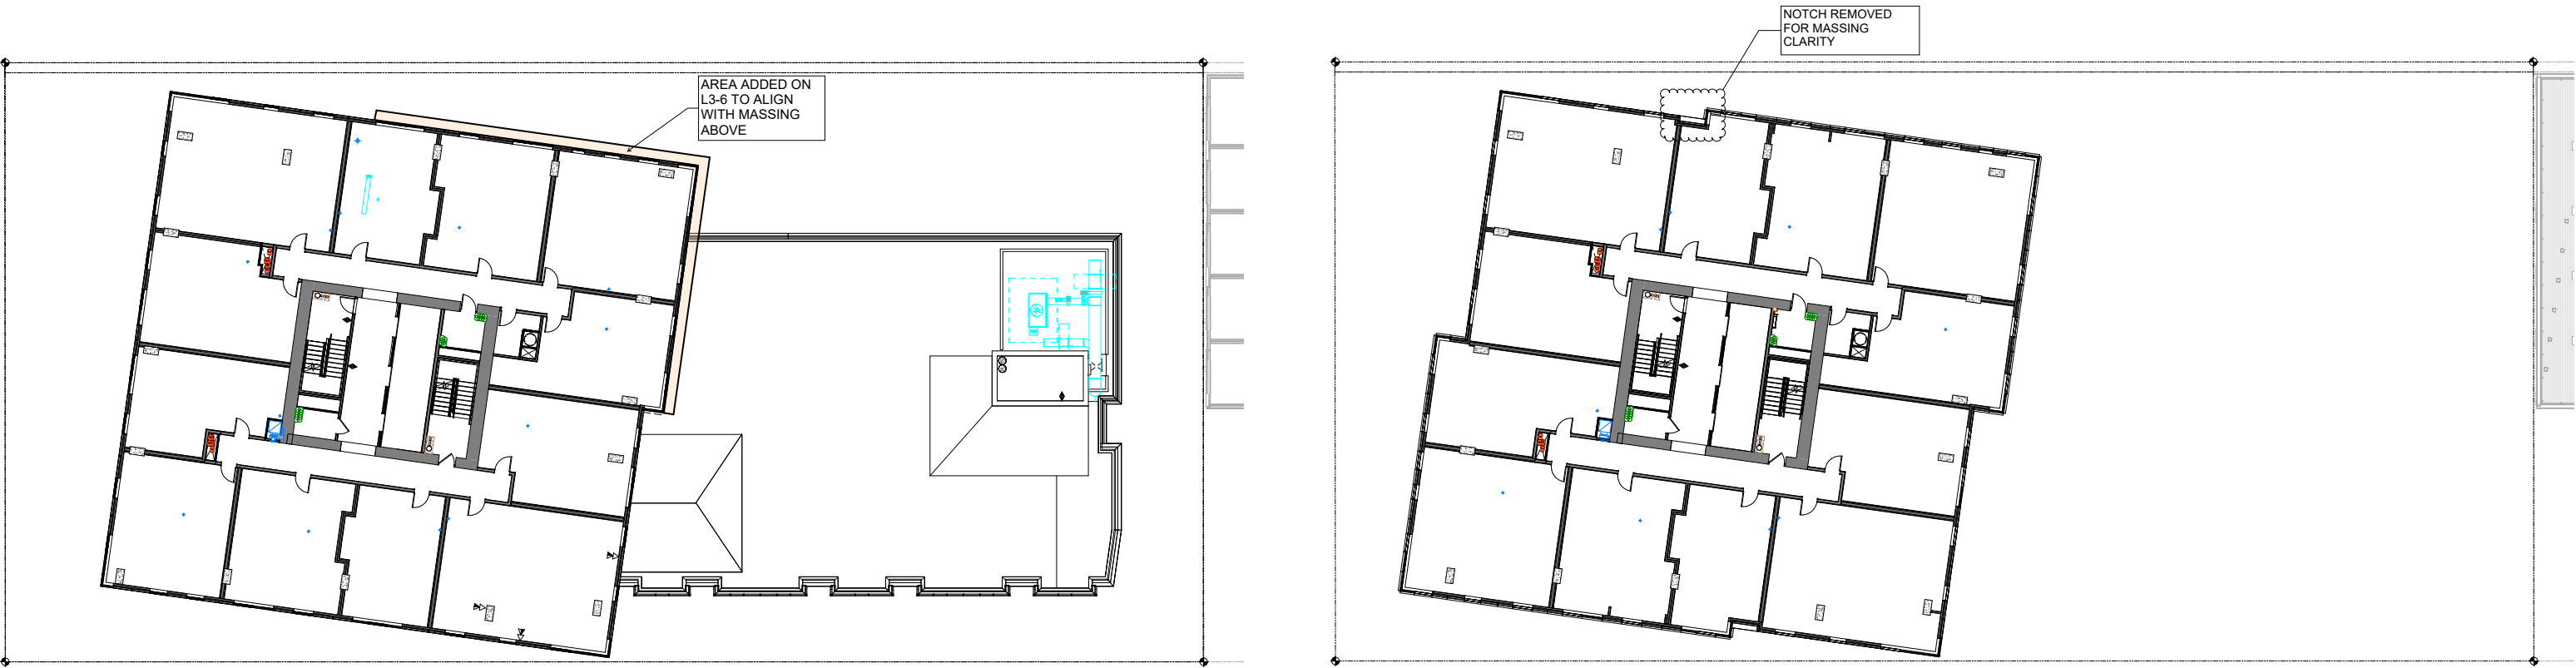 AREA ADDED ON
L3-6 TO ALIGN
WITH MASSING
ABOVE
NOTCH REMOVED
FOR MASSING
CLARITY